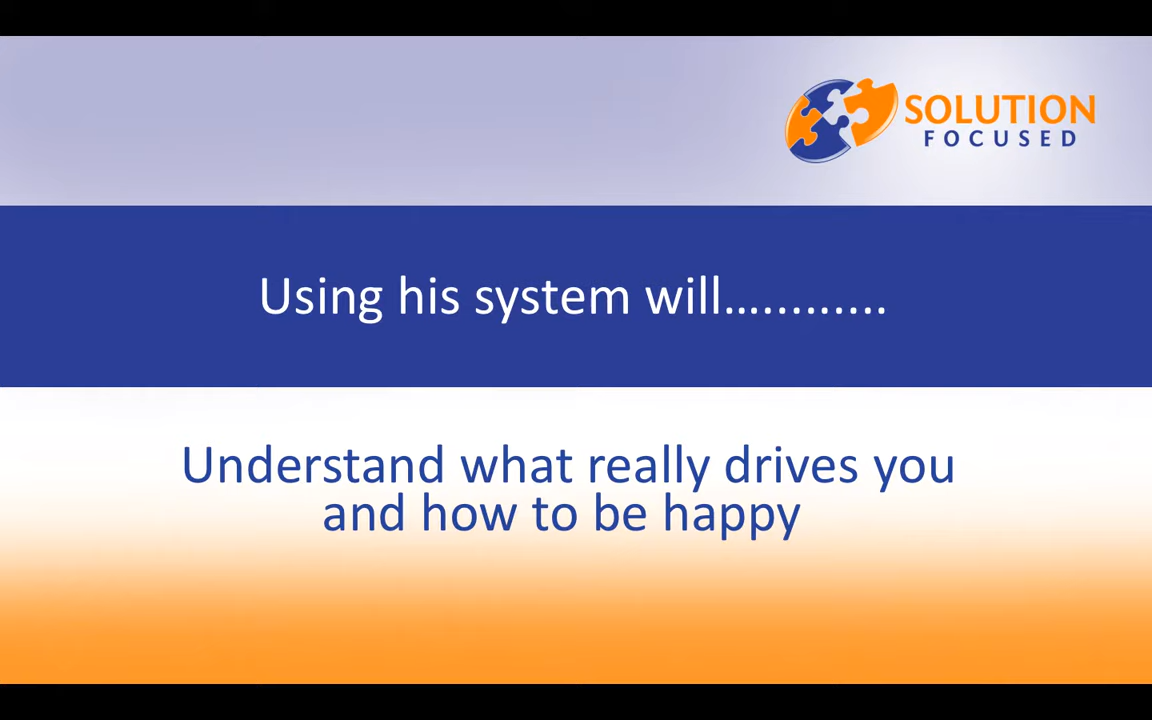 SOLUTION
FOCUSED
Using his system will….........
Understand what really drives you
and how to be happy